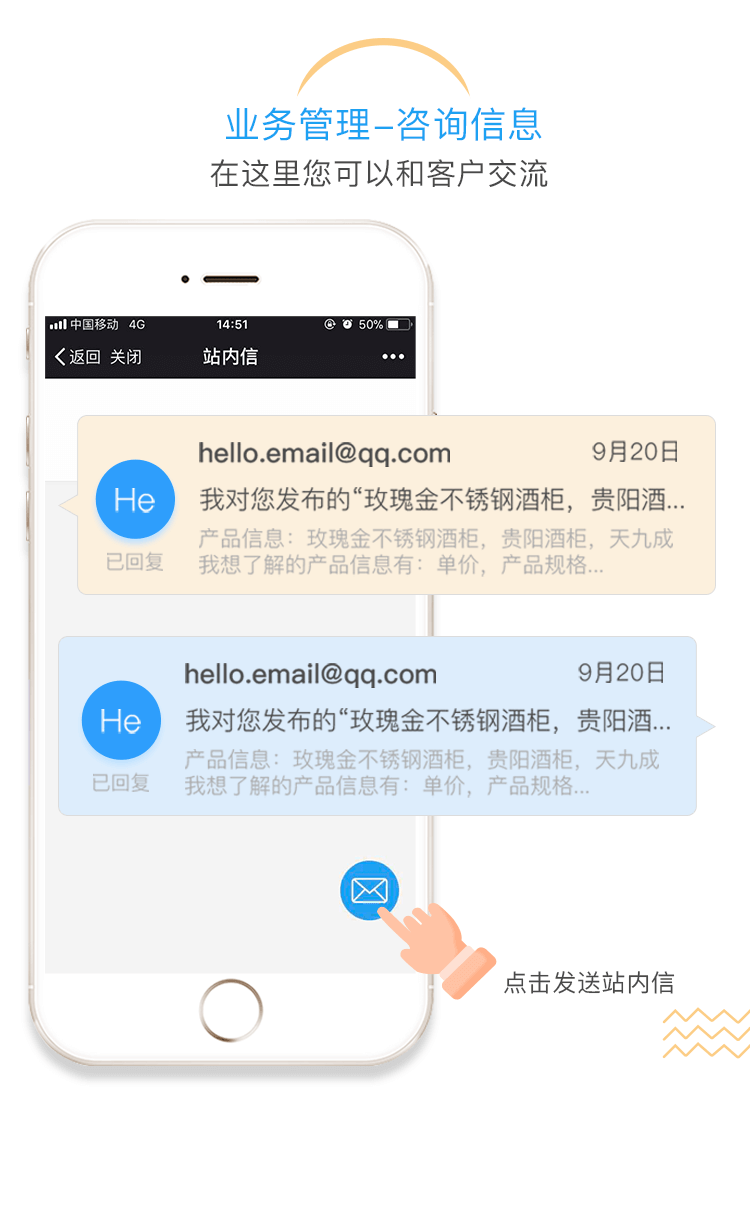 业务管理-咨询信息
在这里您可以和客户交流
中国移动 4G 14:51 50%
返回 关闭 站内信
hello.email@qq.com 9月20日
He
我对您发布的“玫瑰金不锈钢酒柜，贵阳酒...
产品信息：玫瑰金不锈钢酒柜，贵阳酒柜，天九成
已回复
我想了解的产品信息有：单价，产品规格...
hello.email@qq.com 9月20日
He
我对您发布的“玫瑰金不锈钢酒柜，贵阳酒...
产品信息：玫瑰金不锈钢酒柜，贵阳酒柜，天九成
已回复
我想了解的产品信息有：单价，产品规格...
点击发送站内信